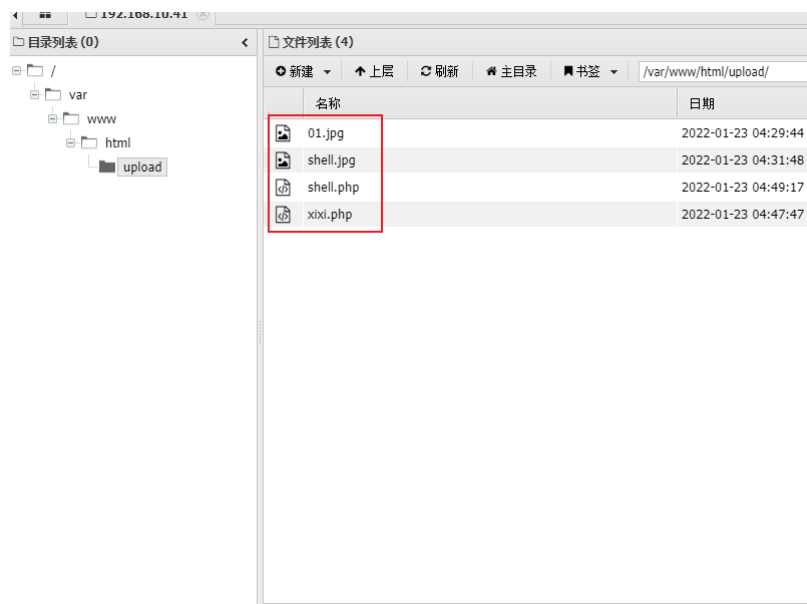 192.168.10.41
目录列表 (0)
/
var
www
html
upload
文件列表 (4)
新建 上层 刷新 主目录 书签 /var/www/html/upload/
名称 日期
01.jpg 2022-01-23 04:29:44
shell.jpg 2022-01-23 04:31:48
shell.php 2022-01-23 04:49:17
xixi.php 2022-01-23 04:47:47